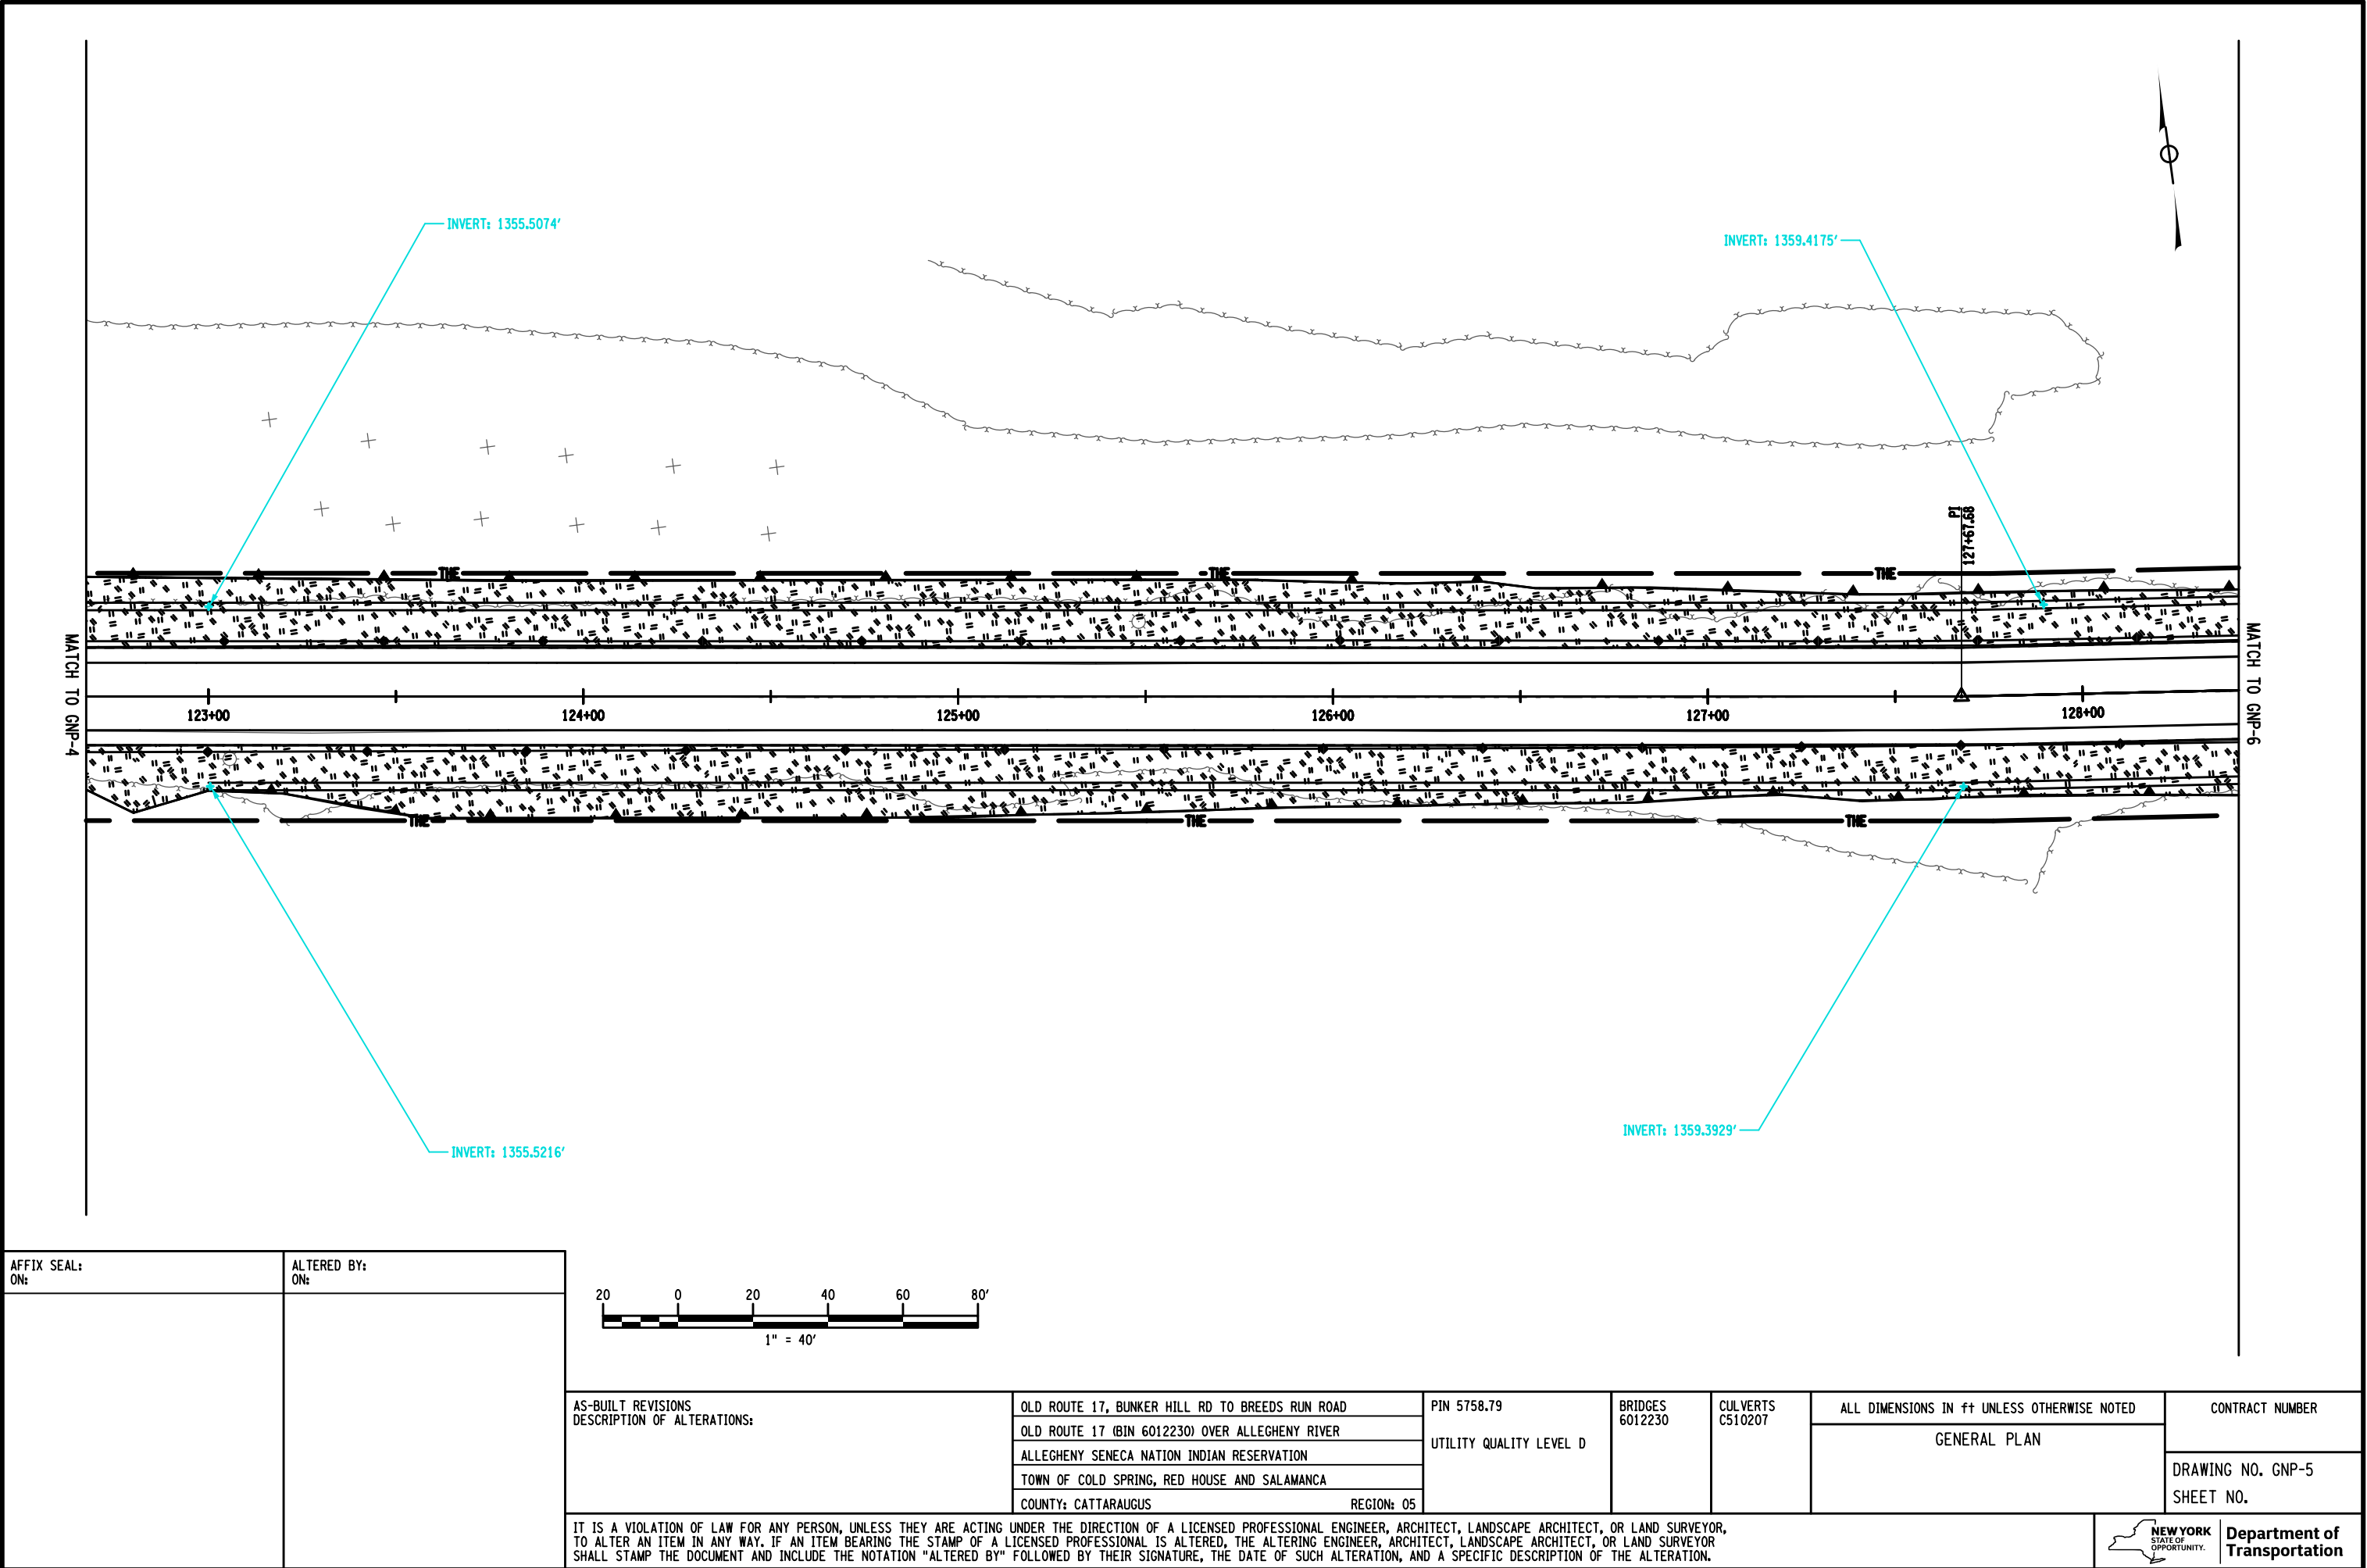 INVERT: 1355.5074'
INVERT: 1359.4175'
PI
127+67.68
TNE
TNE
TNE
MATCH TO GNP-4
MATCH TO GNP-6
123+00
124+00
125+00
126+00
127+00
128+00
TNE
TNE
TNE
INVERT: 1355.5216'
INVERT: 1359.3929'
AFFIX SEAL:
ON:
ALTERED BY:
ON:
20 0 20 40 60 80'
1" = 40'
AS-BUILT REVISIONS
DESCRIPTION OF ALTERATIONS:
OLD ROUTE 17, BUNKER HILL RD TO BREEDS RUN ROAD
OLD ROUTE 17 (BIN 6012230) OVER ALLEGHENY RIVER
ALLEGHENY SENECA NATION INDIAN RESERVATION
TOWN OF COLD SPRING, RED HOUSE AND SALAMANCA
COUNTY: CATTARAUGUS REGION: 05
PIN 5758.79
UTILITY QUALITY LEVEL D
BRIDGES
6012230
CULVERTS
C510207
ALL DIMENSIONS IN ft UNLESS OTHERWISE NOTED
GENERAL PLAN
CONTRACT NUMBER
DRAWING NO. GNP-5
SHEET NO.
IT IS A VIOLATION OF LAW FOR ANY PERSON, UNLESS THEY ARE ACTING UNDER THE DIRECTION OF A LICENSED PROFESSIONAL ENGINEER, ARCHITECT, LANDSCAPE ARCHITECT, OR LAND SURVEYOR,
TO ALTER AN ITEM IN ANY WAY. IF AN ITEM BEARING THE STAMP OF A LICENSED PROFESSIONAL IS ALTERED, THE ALTERING ENGINEER, ARCHITECT, LANDSCAPE ARCHITECT, OR LAND SURVEYOR
SHALL STAMP THE DOCUMENT AND INCLUDE THE NOTATION "ALTERED BY" FOLLOWED BY THEIR SIGNATURE, THE DATE OF SUCH ALTERATION, AND A SPECIFIC DESCRIPTION OF THE ALTERATION.
NEW YORK
STATE OF
OPPORTUNITY.
Department of
Transportation